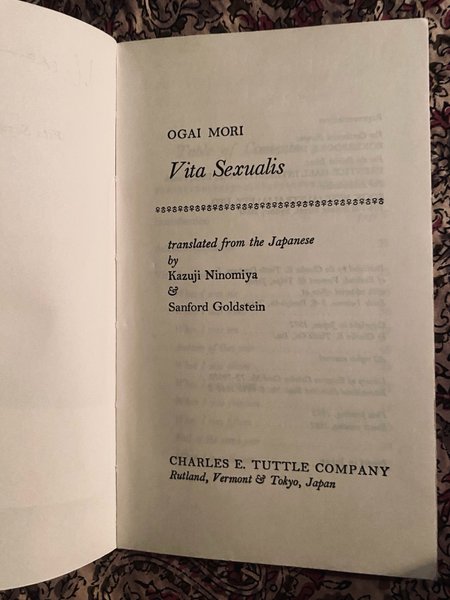 OGAI MORI
Vita Sexualis
translated from the Japanese
by
Kazuji Ninomiya
&
Sanford Goldstein
CHARLES E. TUTTLE COMPANY
Rutland, Vermont & Tokyo, Japan